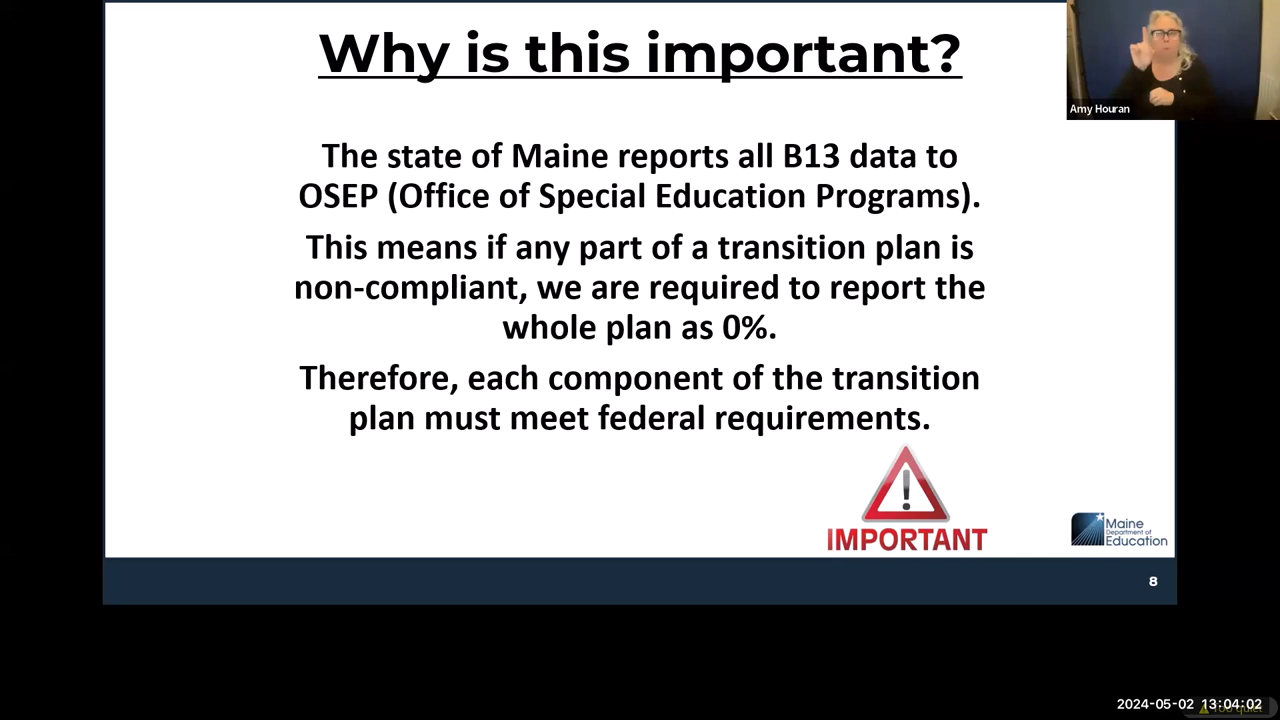 Why is this important?
Amy Houran
The state of Maine reports all B13 data to
OSEP (Office of Special Education Programs).
This means if any part of a transition plan is
non-compliant, we are required to report the
whole plan as 0%.
Therefore, each component of the transition
plan must meet federal requirements.
IMPORTANT
Maine
Department of
Education
8
2024-05-02 13:04:02